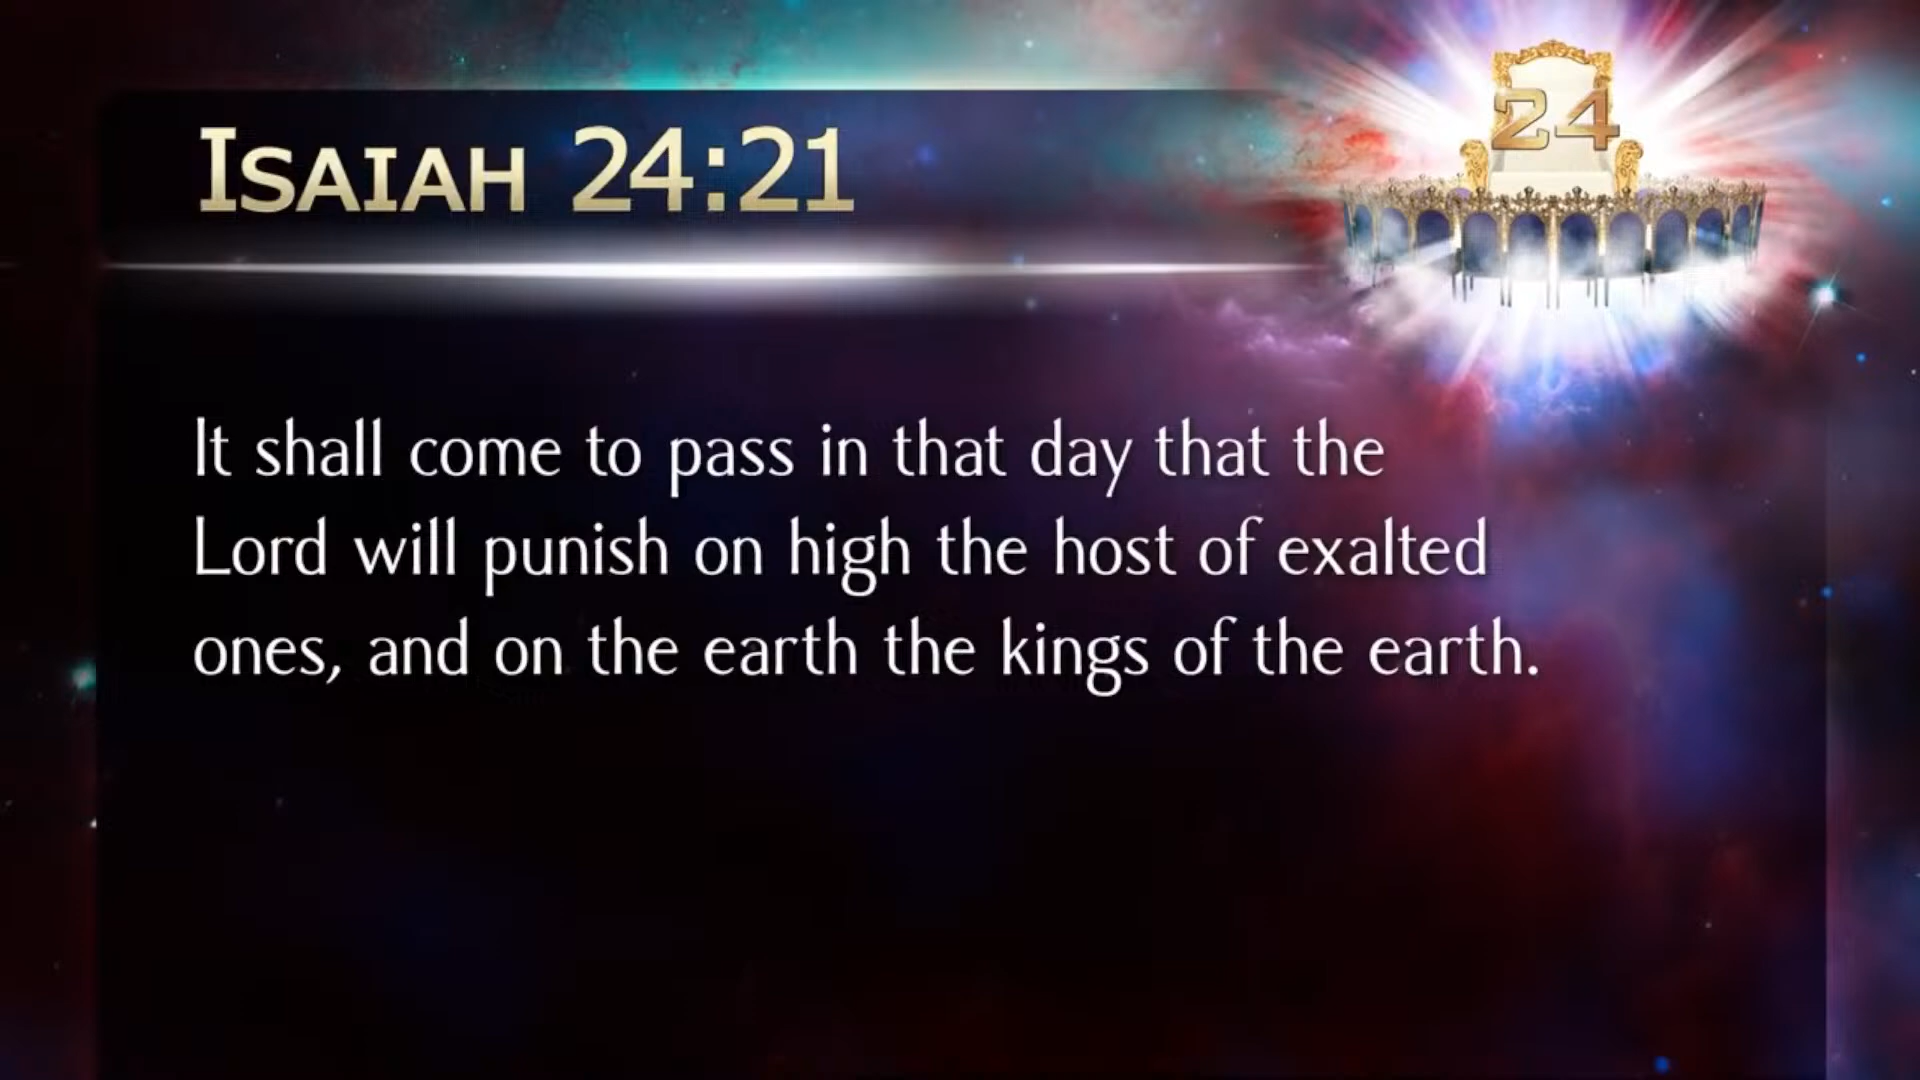 24
Isaiah 24:21
It shall come to pass in that day that the
Lord will punish on high the host of exalted
ones, and on the earth the kings of the earth.